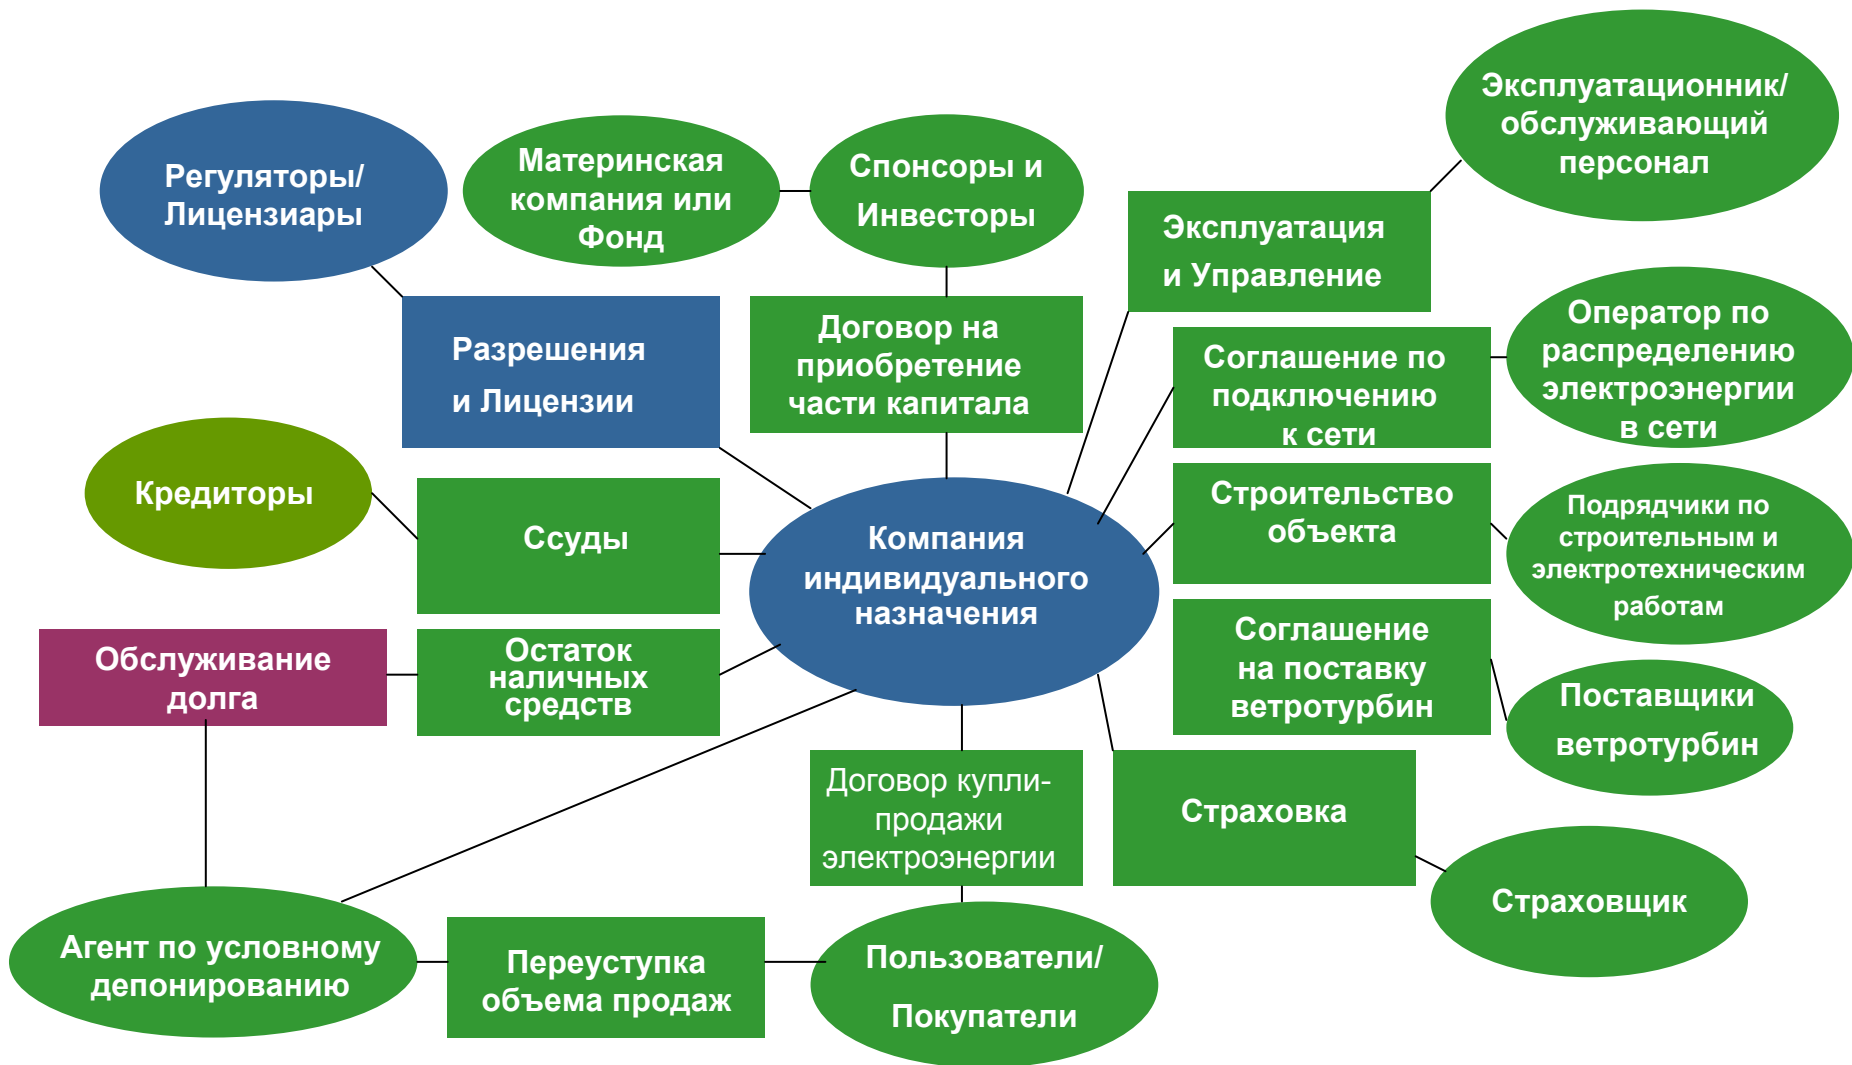 Эксплуатационник/
обслуживающий
персонал
Регуляторы/
Лицензиары
Материнская
компания или
Фонд
Спонсоры и
Инвесторы
Эксплуатация
и Управление
Разрешения
и Лицензии
Договор на
приобретение
части капитала
Соглашение по
подключению
к сети
Оператор по
распределению
электроэнергии
в сети
Кредиторы
Ссуды
Компания
индивидуального
назначения
Строительство
объекта
Подрядчики по
строительным и
электротехническим
работам
Обслуживание
долга
Остаток
наличных
средств
Соглашение
на поставку
ветротурбин
Поставщики
ветротурбин
Договор купли-
продажи
электроэнергии
Страховка
Страховщик
Агент по условному
депонированию
Переуступка
объема продаж
Пользователи/
Покупатели